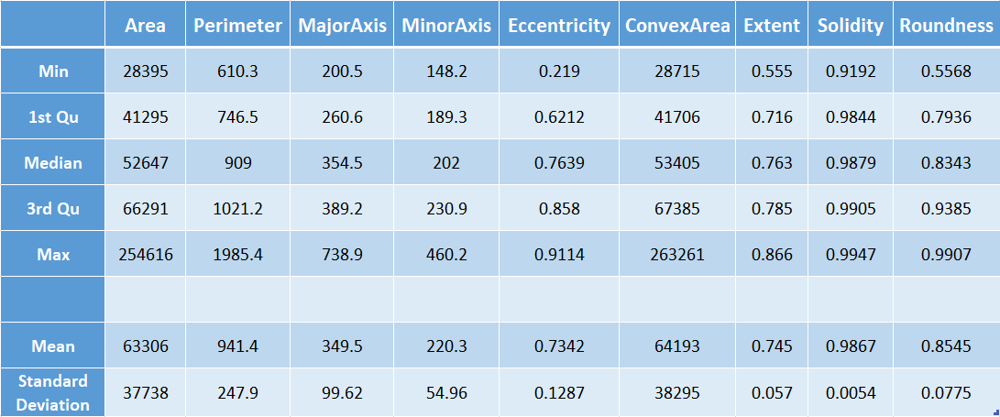 Area Perimeter MajorAxis MinorAxis Eccentricity ConvexArea Extent Solidity Roundness
Min 28395 610.3 200.5 148.2 0.219 28715 0.555 0.9192 0.5568
1st Qu 41295 746.5 260.6 189.3 0.6212 41706 0.716 0.9844 0.7936
Median 52647 909 354.5 202 0.7639 53405 0.763 0.9879 0.8343
3rd Qu 66291 1021.2 389.2 230.9 0.858 67385 0.785 0.9905 0.9385
Max 254616 1985.4 738.9 460.2 0.9114 263261 0.866 0.9947 0.9907
Mean 63306 941.4 349.5 220.3 0.7342 64193 0.745 0.9867 0.8545
Standard
Deviation 37738 247.9 99.62 54.96 0.1287 38295 0.057 0.0054 0.0775